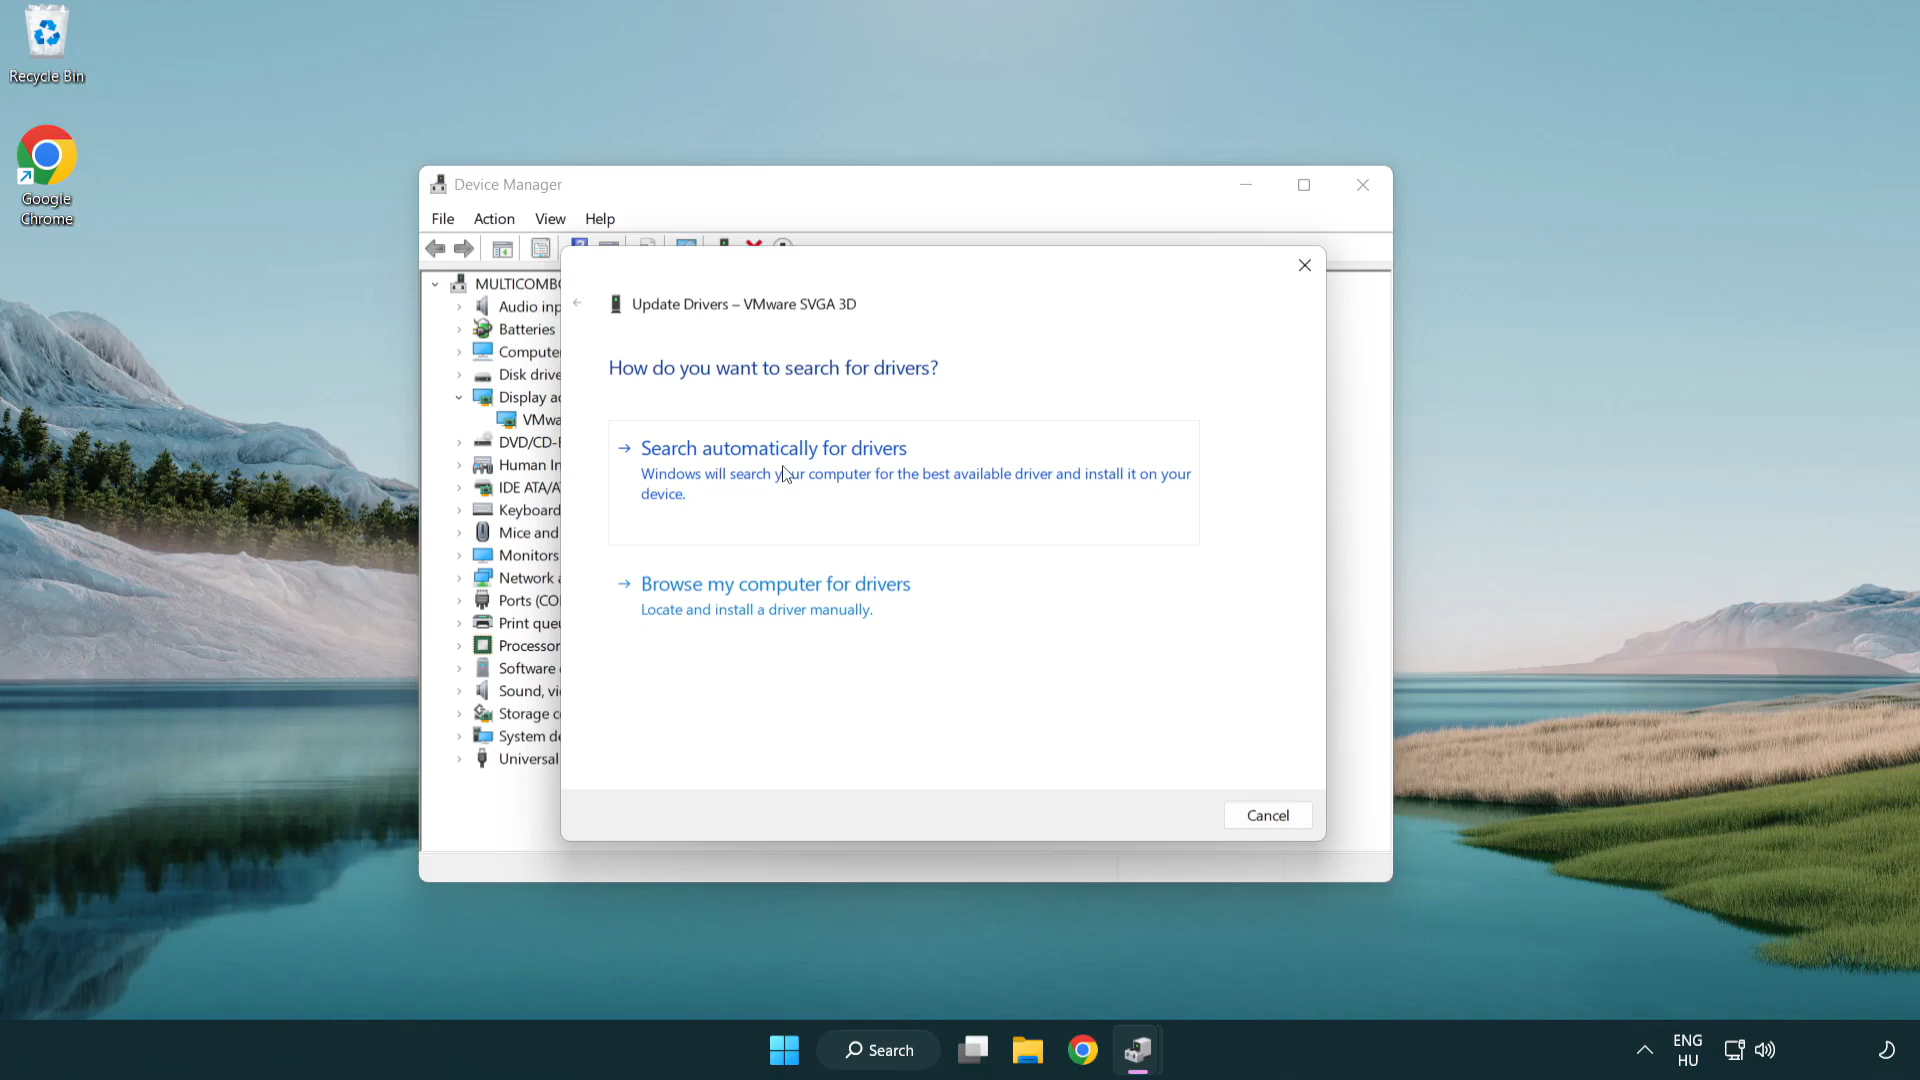 Recycle Bin
Google
Chrome
Device Manager
File Action View Help
MULTICOMBO
Audio inp
Batteries
Compute
Disk drive
Display ad
VMwa
DVD/CD-R
Human In
IDE ATA/A
Keyboard
Mice and
Monitors
Network a
Ports (CO
Print que
Processor
Software
Sound, vi
Storage c
System de
Universal
Update Drivers – VMware SVGA 3D
How do you want to search for drivers?
Search automatically for drivers
Windows will search your computer for the best available driver and install it on your
device.
Browse my computer for drivers
Locate and install a driver manually.
Cancel
Search
ENG
HU